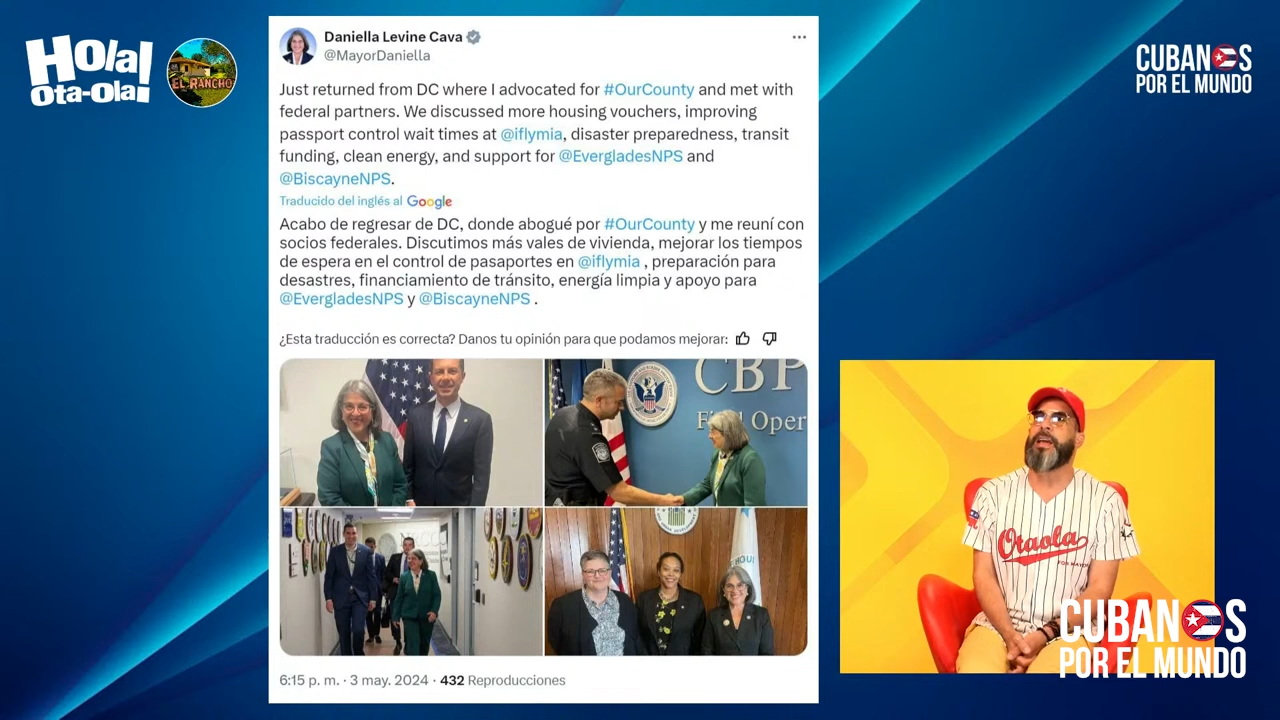 Hola!
Ota-Ola!
EL RANCHO
Daniella Levine Cava
@MayorDaniella
Just returned from DC where I advocated for #OurCounty and met with
federal partners. We discussed more housing vouchers, improving
passport control wait times at @iflymia, disaster preparedness, transit
funding, clean energy, and support for @EvergladesNPS and
@BiscayneNPS.
Traducido del inglés al Google
Acabo de regresar de DC, donde abogué por #OurCounty y me reuní con
socios federales. Discutimos más vales de vivienda, mejorar los tiempos
de espera en el control de pasaportes en @iflymia , preparación para
desastres, financiamiento de tránsito, energía limpia y apoyo para
@EvergladesNPS y @BiscayneNPS .
¿Esta traducción es correcta? Danos tu opinión para que podamos mejorar:
CBP
Oper
6:15 p. m. · 3 may. 2024 · 432 Reproducciones
CUBANOS
POR EL MUNDO
Otaola
FOR MAYOR
CUBANOS
POR EL MUNDO